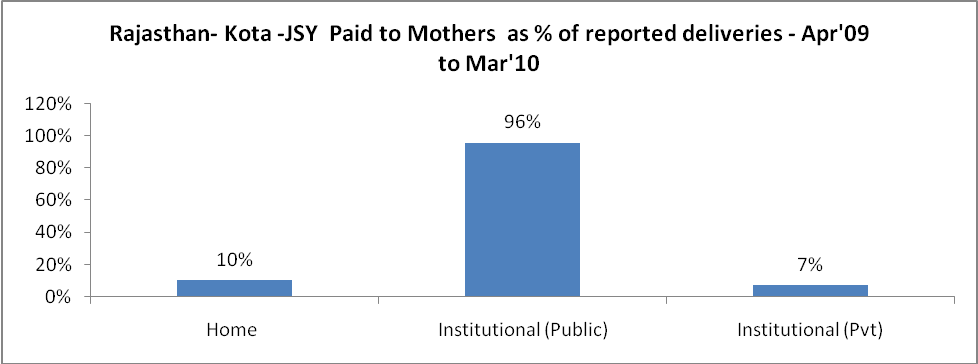 Rajasthan- Kota -JSY  Paid to Mothers  as % of reported deliveries - Apr'09
to Mar'10
120%
100%
80%
60%
40%
20%
0%
10%
96%
7%
Home
Institutional (Public)
Institutional (Pvt)